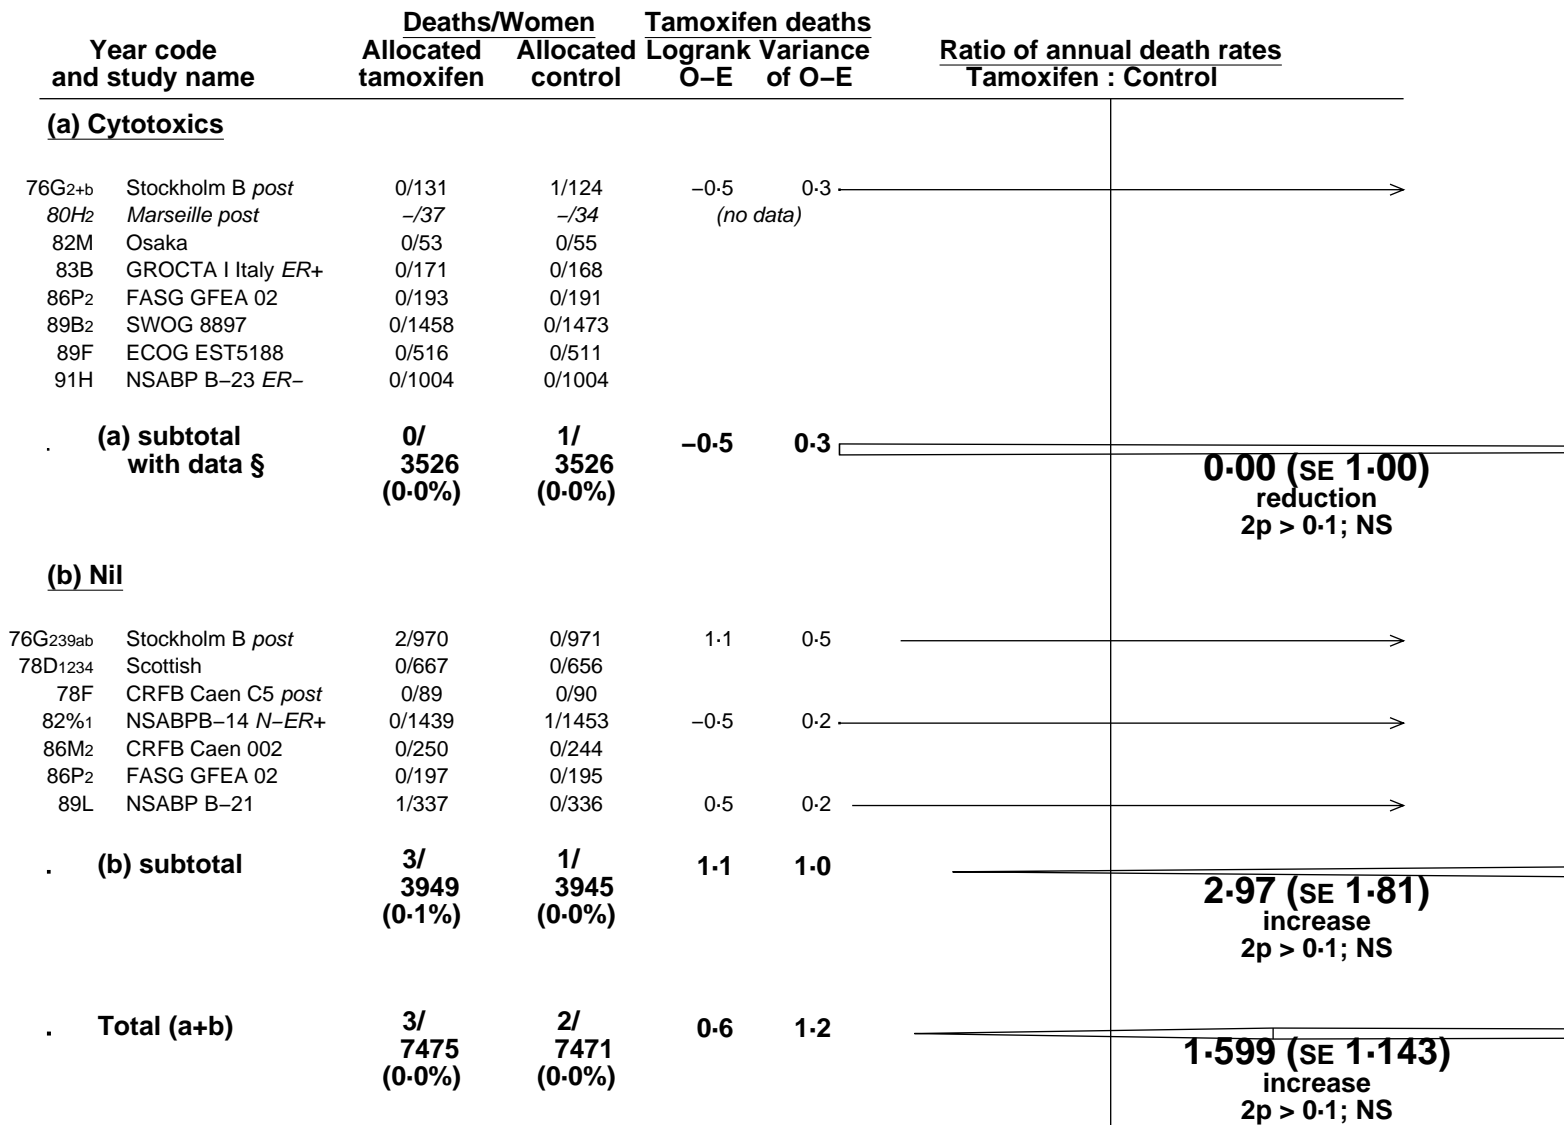 Deaths/Women Tamoxifen deaths
Year code Allocated Allocated Logrank Variance Ratio of annual death rates
and study name tamoxifen control O–E of O–E Tamoxifen : Control
(a) Cytotoxics
76G2+b Stockholm B post 0/131 1/124 –0·5 0·3
80H2 Marseille post –/37 –/34 (no data)
82M Osaka 0/53 0/55
83B GROCTA I Italy ER+ 0/171 0/168
86P2 FASG GFEA 02 0/193 0/191
89B2 SWOG 8897 0/1458 0/1473
89F ECOG EST5188 0/516 0/511
91H NSABP B–23 ER– 0/1004 0/1004
. (a) subtotal 0/ 1/ –0·5 0·3
with data § 3526 3526 0·00 (SE 1·00)
(0·0%) (0·0%) reduction
2p > 0·1; NS
(b) Nil
76G239ab Stockholm B post 2/970 0/971 1·1 0·5
78D1234 Scottish 0/667 0/656
78F CRFB Caen C5 post 0/89 0/90
82%1 NSABPB–14 N–ER+ 0/1439 1/1453 –0·5 0·2
86M2 CRFB Caen 002 0/250 0/244
86P2 FASG GFEA 02 0/197 0/195
89L NSABP B–21 1/337 0/336 0·5 0·2
. (b) subtotal 3/ 1/ 1·1 1·0
3949 3945 2·97 (SE 1·81)
(0·1%) (0·0%) increase
2p > 0·1; NS
. Total (a+b) 3/ 2/ 0·6 1·2
7475 7471 1·599 (SE 1·143)
(0·0%) (0·0%) increase
2p > 0·1; NS